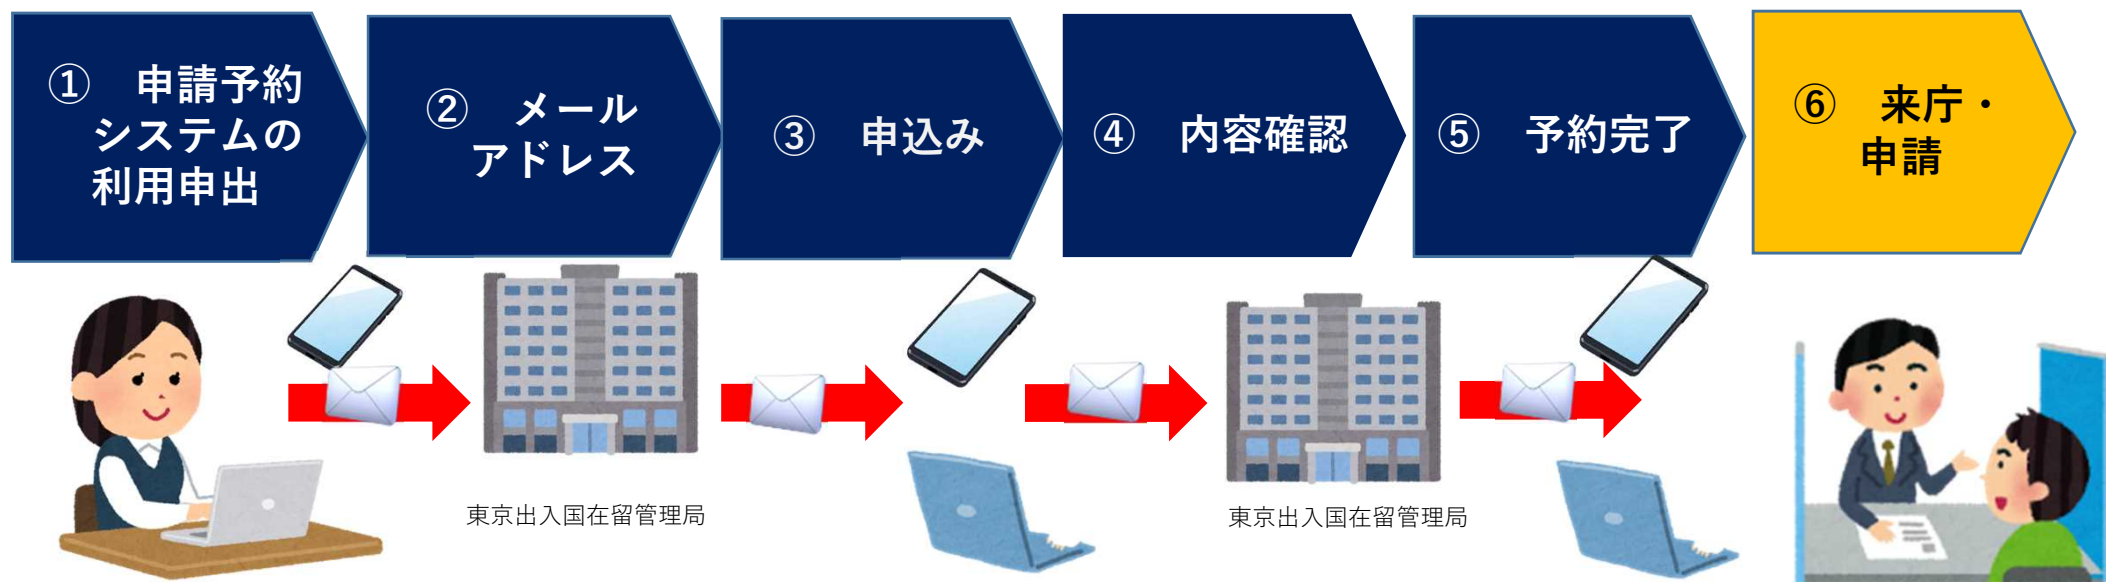 ① 申請予約
システムの
利用申出
② メール
アドレス
③ 申込み
④ 内容確認
⑤ 予約完了
⑥ 来庁・
申請
東京出入国在留管理局
東京出入国在留管理局